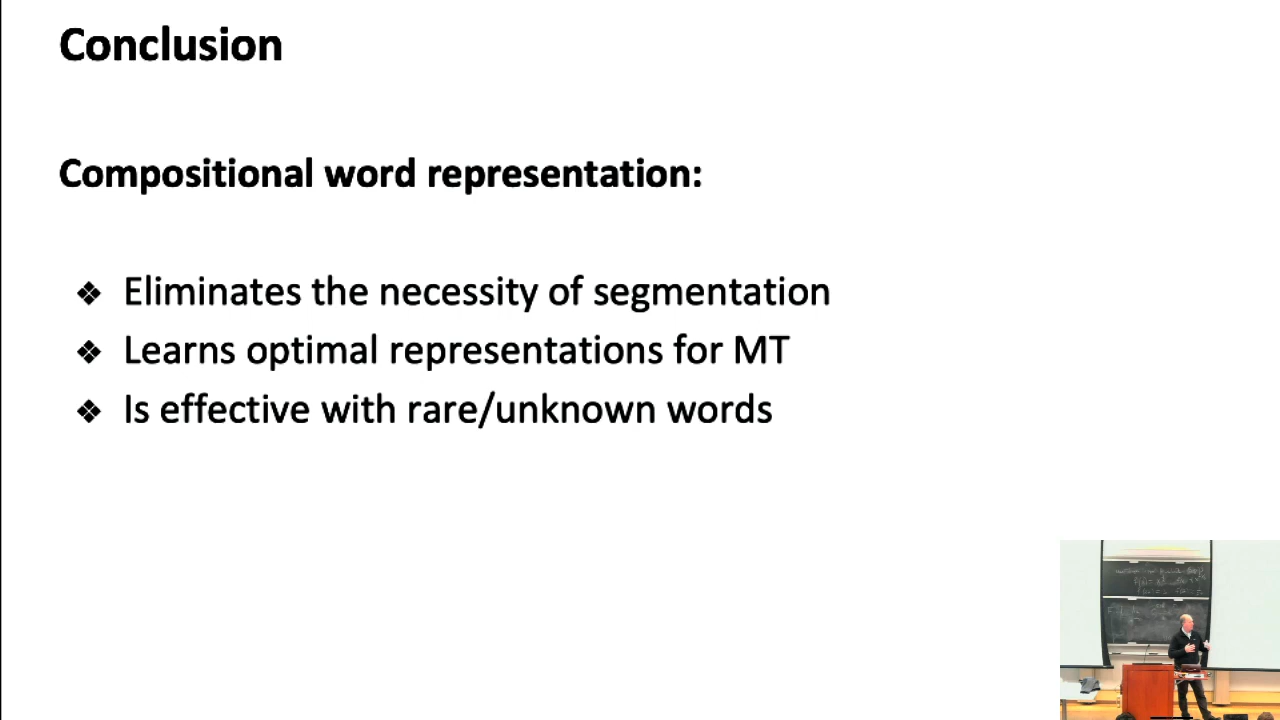 Conclusion
Compositional word representation:
❖ Eliminates the necessity of segmentation
❖ Learns optimal representations for MT
❖ Is effective with rare/unknown words